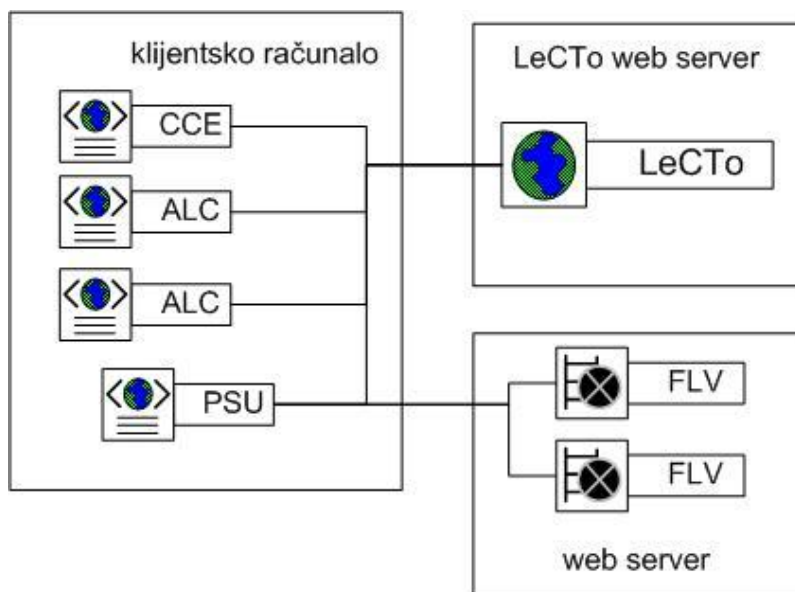 klijentsko računalo
CCE
ALC
ALC
PSU
LeCTo web server
LeCTo
FLV
FLV
web server